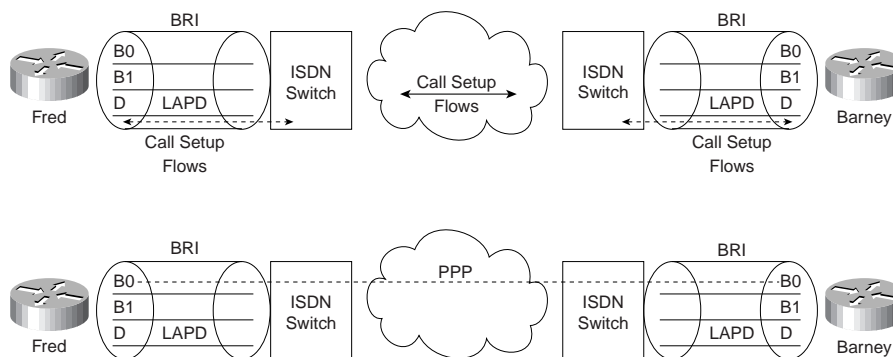 BRI
BRI
B0
B0
ISDN
Switch
ISDN
Switch
B1
Call Setup
Flows
B1
D LAPD
LAPD D
Fred
Barney
Call Setup
Flows
Call Setup
Flows
BRI
BRI
PPP
B0
B0
ISDN
Switch
ISDN
Switch
B1
B1
D LAPD
LAPD D
Fred
Barney